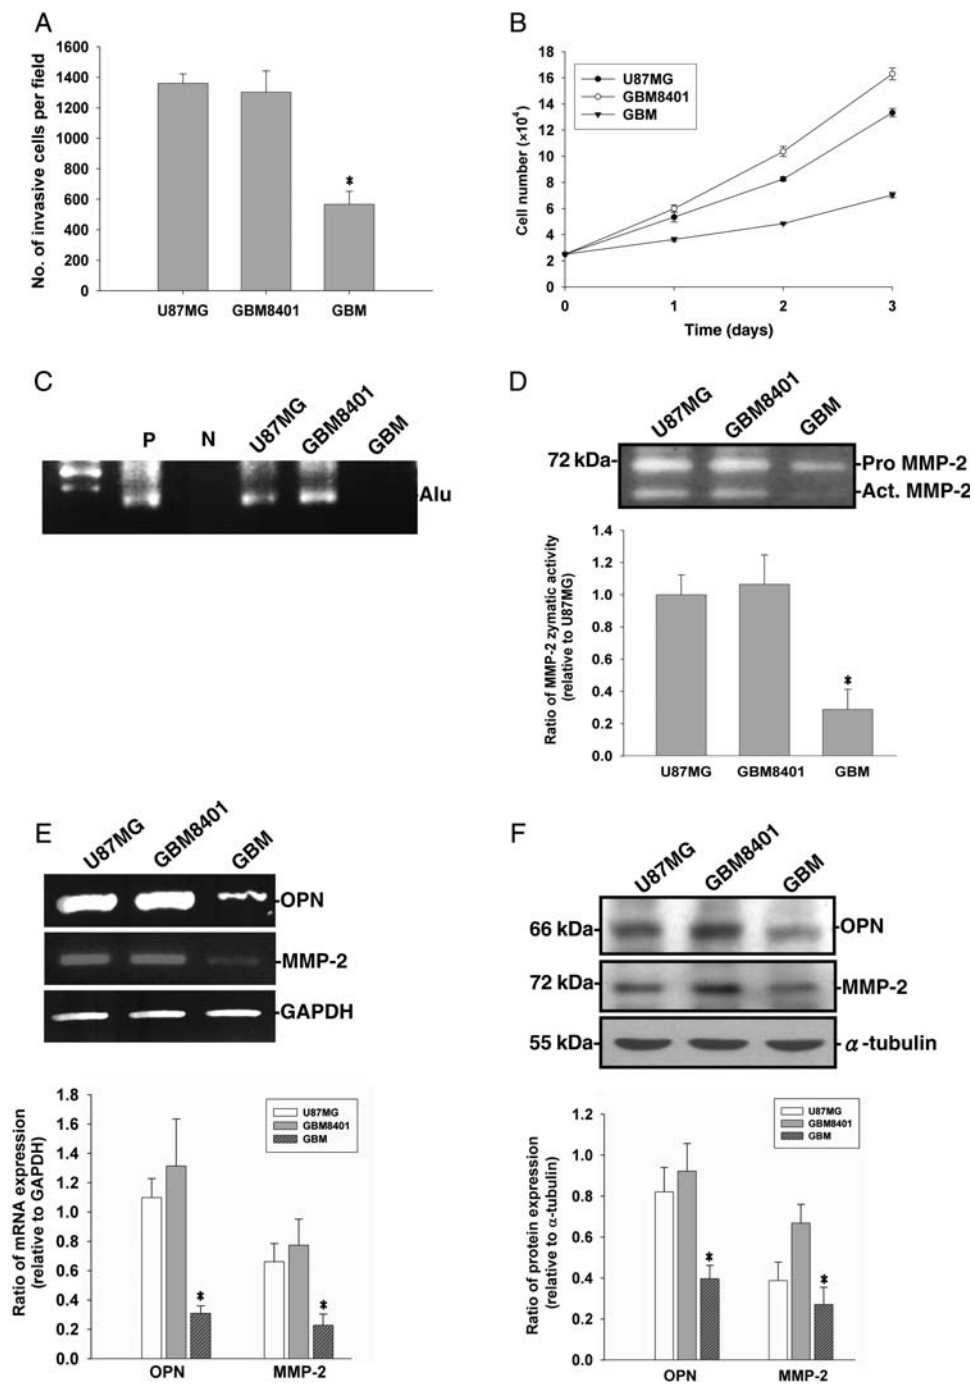 A
No. of invasive cells per field
1600
1400
1200
1000
800
600
400
200
0
*
U87MG GBM8401 GBM
B
Cell number (×10⁴)
18
16
14
12
10
8
6
4
2
0
U87MG
GBM8401
GBM
0 1 2 3
Time (days)
C
P N U87MG GBM8401 GBM
Alu
D
U87MG GBM8401 GBM
72 kDa
Pro MMP-2
Act. MMP-2
Ratio of MMP-2 zymatic activity
(relative to U87MG)
1.4
1.2
1.0
0.8
0.6
0.4
0.2
0.0
*
U87MG GBM8401 GBM
E
U87MG GBM8401 GBM
OPN
MMP-2
GAPDH
Ratio of mRNA expression
(relative to GAPDH)
1.8
1.6
1.4
1.2
1.0
0.8
0.6
0.4
0.2
0.0
U87MG
GBM8401
GBM
*
*
OPN MMP-2
F
U87MG GBM8401 GBM
66 kDa OPN
72 kDa MMP-2
55 kDa α-tubulin
Ratio of protein expression
(relative to α-tubulin)
1.2
1.0
0.8
0.6
0.4
0.2
0.0
U87MG
GBM8401
GBM
*
*
OPN MMP-2